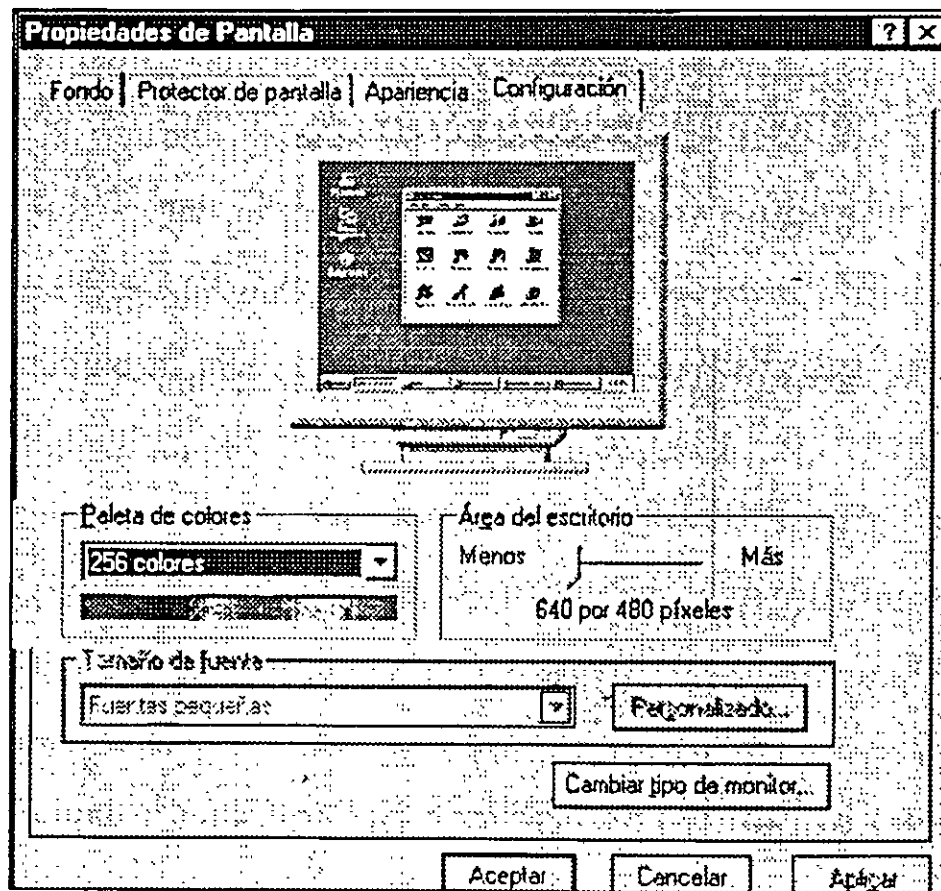 Propiedades de Pantalla ? ×
Fondo Protector de pantalla Apariencia Configuración
Paleta de colores
256 colores
Área del escritorio
Menos Más
640 por 480 píxeles
Tamaño de fuente
Fuentes pequeñas
Personalizado...
Cambiar tipo de monitor...
Aceptar Cancelar Aplicar